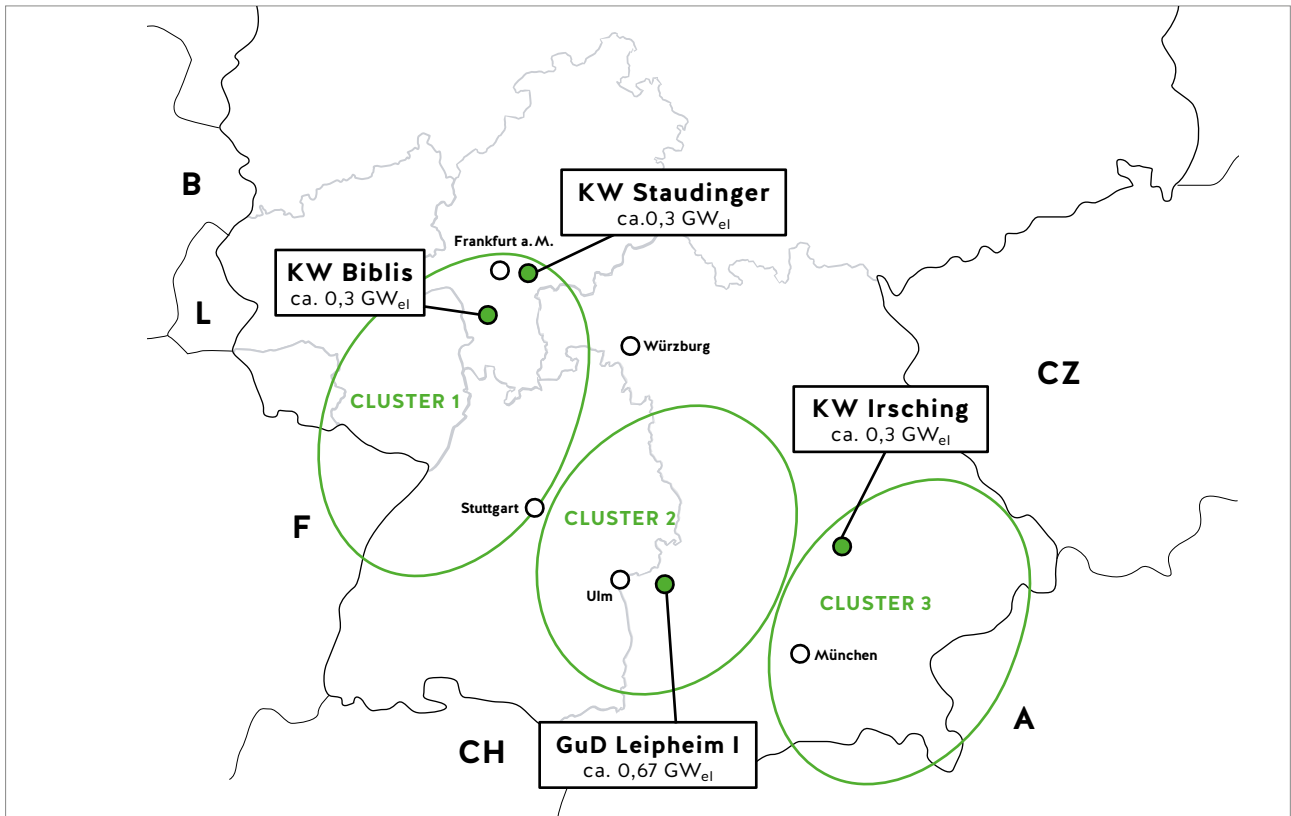 B
KW Staudinger
ca.0,3 GWel
Frankfurt a. M.
KW Biblis
ca. 0,3 GWel
L
Würzburg
CZ
CLUSTER 1
KW Irsching
ca. 0,3 GWel
Stuttgart
CLUSTER 2
F
Ulm
CLUSTER 3
München
A
CH
GuD Leipheim I
ca. 0,67 GWel